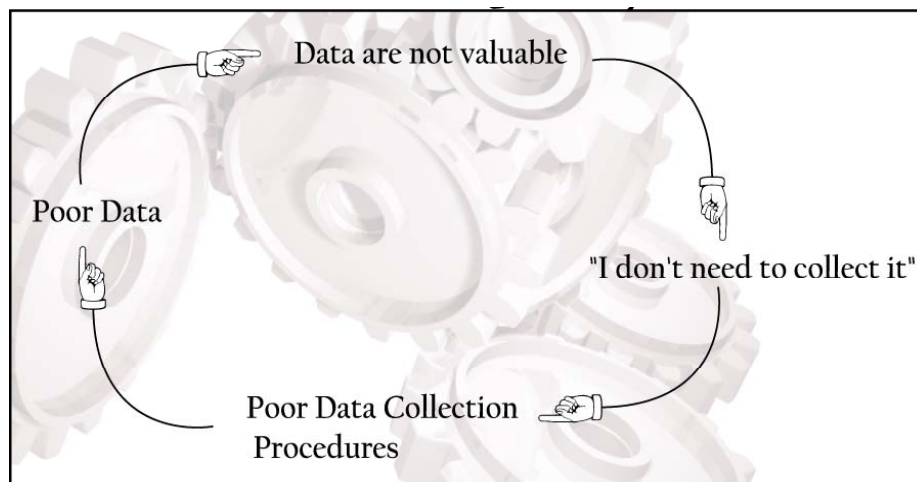 Data are not valuable
Poor Data
"I don't need to collect it"
Poor Data Collection
Procedures